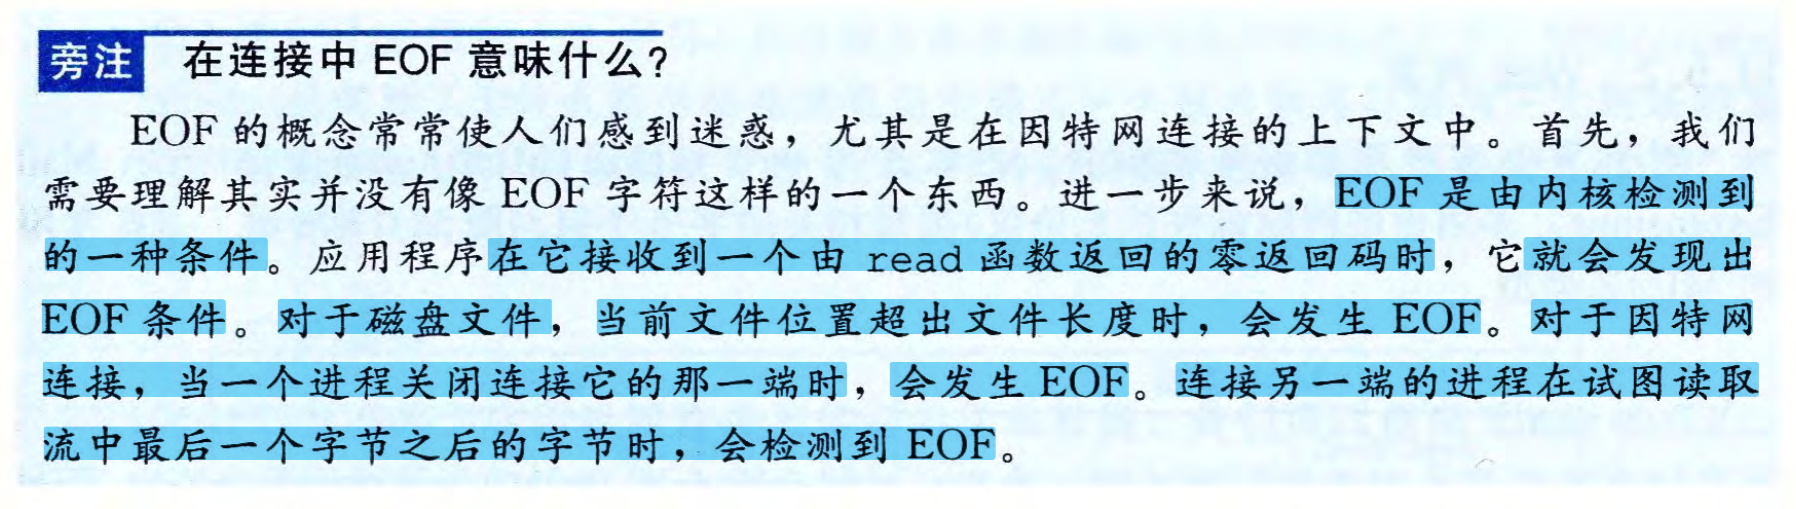 旁注 在连接中 EOF 意味什么?
EOF 的概念常常使人们感到迷惑，尤其是在因特网连接的上下文中。首先，我们
需要理解其实并没有像 EOF 字符这样的一个东西。进一步来说，EOF 是由内核检测到
的一种条件。应用程序在它接收到一个由 read 函数返回的零返回码时，它就会发现出
EOF 条件。对于磁盘文件，当前文件位置超出文件长度时，会发生 EOF。对于因特网
连接，当一个进程关闭连接它的那一端时，会发生 EOF。连接另一端的进程在试图读取
流中最后一个字节之后的字节时，会检测到 EOF。